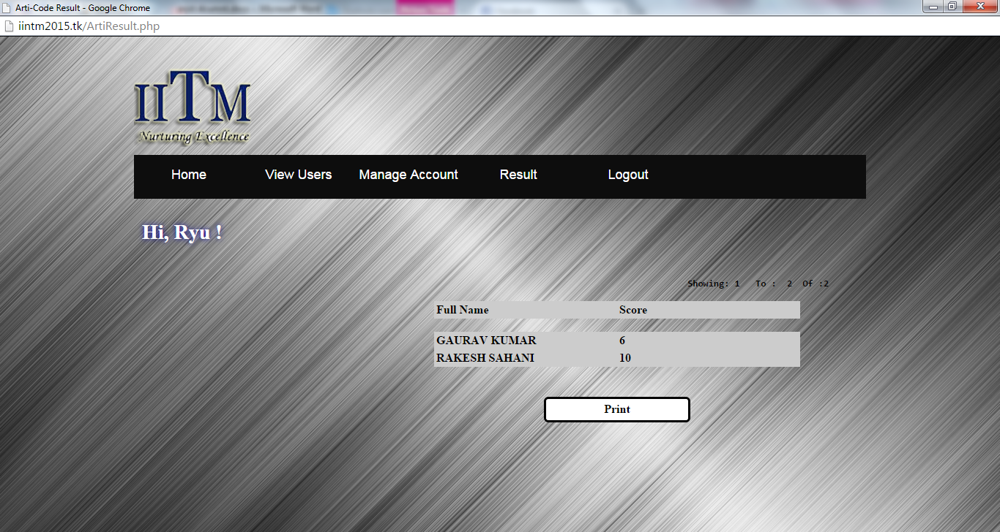 Arti-Code Result - Google Chrome
iintm2015.tk/ArtiResult.php
IITM
Nurturing Excellence
Home View Users Manage Account Result Logout
Hi, Ryu !
Showing: 1 To : 2 Of :2
Full Name Score
GAURAV KUMAR 6
RAKESH SAHANI 10
Print